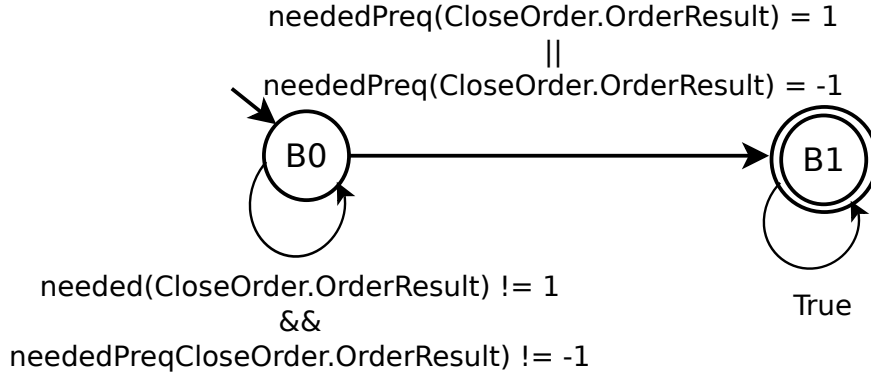 neededPreq(CloseOrder.OrderResult) = 1
||
neededPreq(CloseOrder.OrderResult) = -1
B0
B1
needed(CloseOrder.OrderResult) != 1
&&
neededPreqCloseOrder.OrderResult) != -1
True